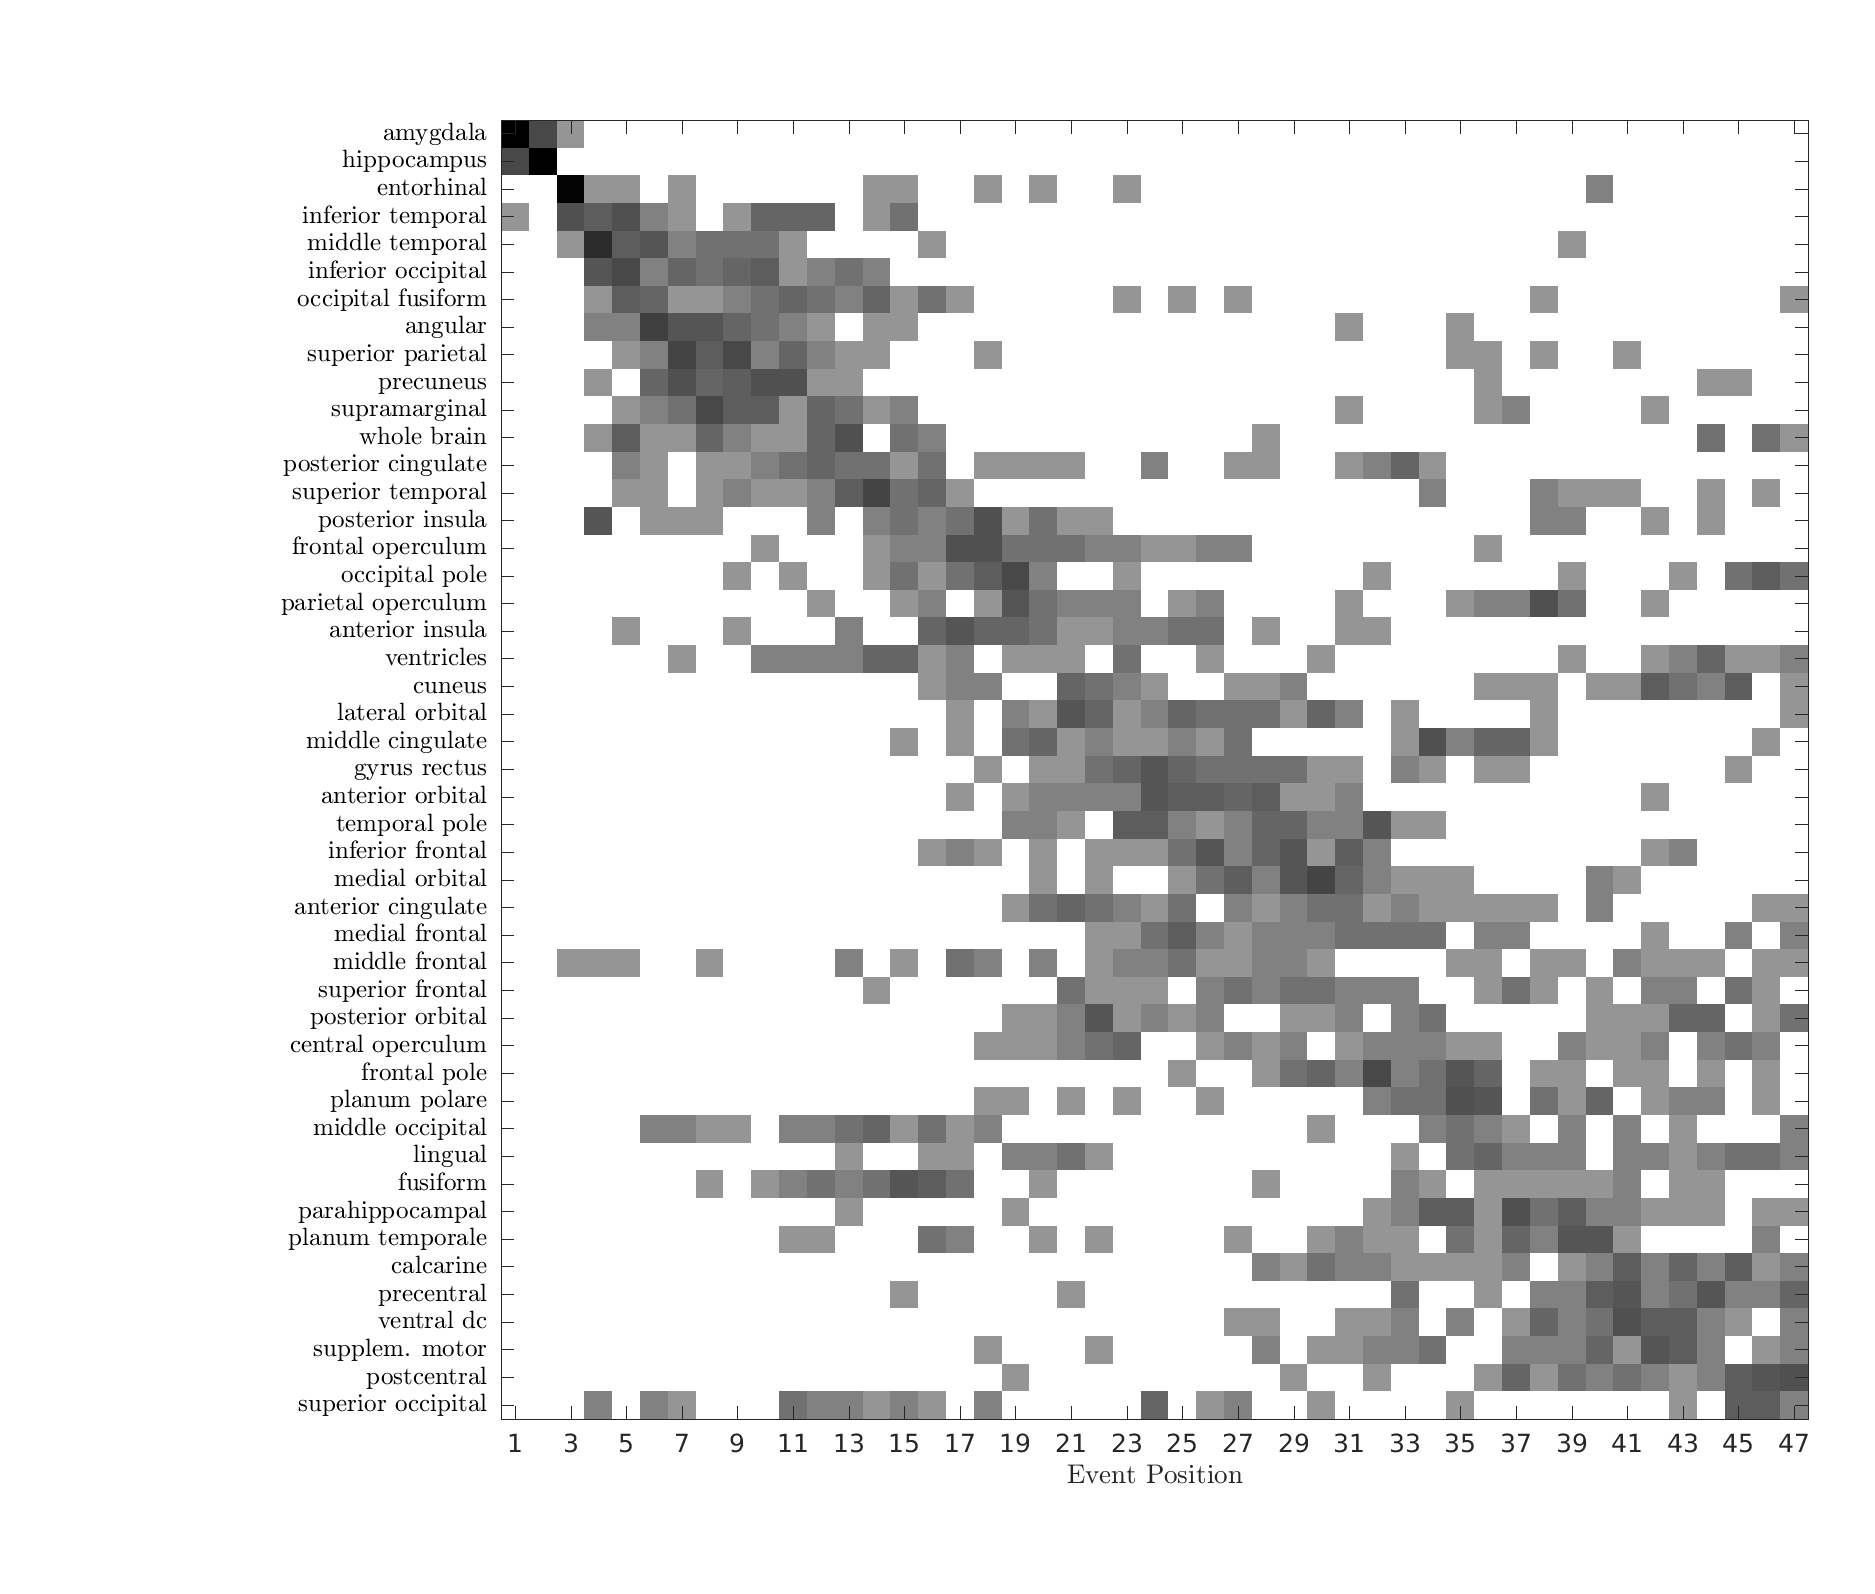 amygdala
hippocampus
entorhinal
inferior temporal
middle temporal
inferior occipital
occipital fusiform
angular
superior parietal
precuneus
supramarginal
whole brain
posterior cingulate
superior temporal
posterior insula
frontal operculum
occipital pole
parietal operculum
anterior insula
ventricles
cuneus
lateral orbital
middle cingulate
gyrus rectus
anterior orbital
temporal pole
inferior frontal
medial orbital
anterior cingulate
medial frontal
middle frontal
superior frontal
posterior orbital
central operculum
frontal pole
planum polare
middle occipital
lingual
fusiform
parahippocampal
planum temporale
calcarine
precentral
ventral dc
supplem. motor
postcentral
superior occipital
1 3 5 7 9 11 13 15 17 19 21 23 25 27 29 31 33 35 37 39 41 43 45 47
Event Position